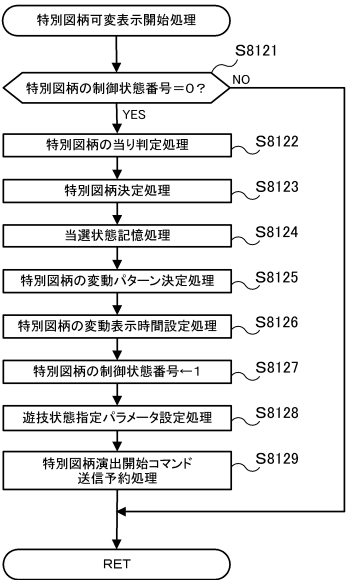 特別図柄可変表示開始処理
S8121
特別図柄の制御状態番号＝０？
NO
YES
特別図柄の当り判定処理
S8122
特別図柄決定処理
S8123
当選状態記憶処理
S8124
特別図柄の変動パターン決定処理
S8125
特別図柄の変動表示時間設定処理
S8126
特別図柄の制御状態番号←１
S8127
遊技状態指定パラメータ設定処理
S8128
特別図柄演出開始コマンド
送信予約処理
S8129
RET